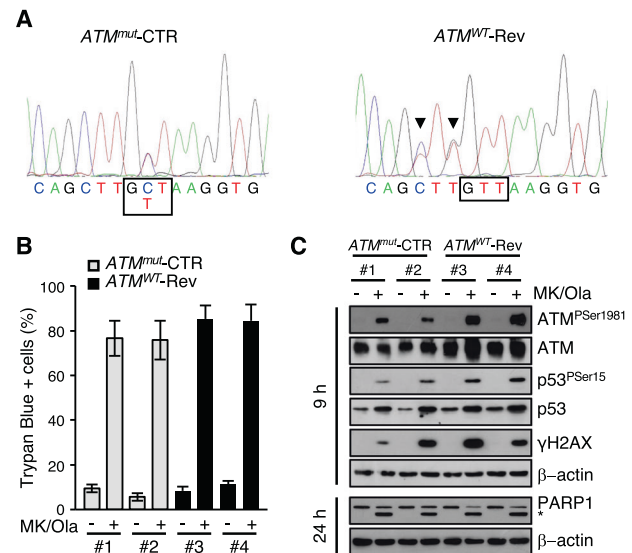 A
ATMmut-CTR
ATMWT-Rev
C A G C T T G C T A A G G T G
T
C A G C T T G T T A A G G T G
B
ATMmut-CTR
ATMWT-Rev
Trypan Blue + cells (%)
100
80
60
40
20
0
MK/Ola - + - + - + - +
#1 #2 #3 #4
C
ATMmut-CTR ATMWT-Rev
#1 #2 #3 #4
- + - + - + - + MK/Ola
9 h
ATMPSer1981
ATM
p53PSer15
p53
γH2AX
β–actin
24 h
PARP1
*
β–actin